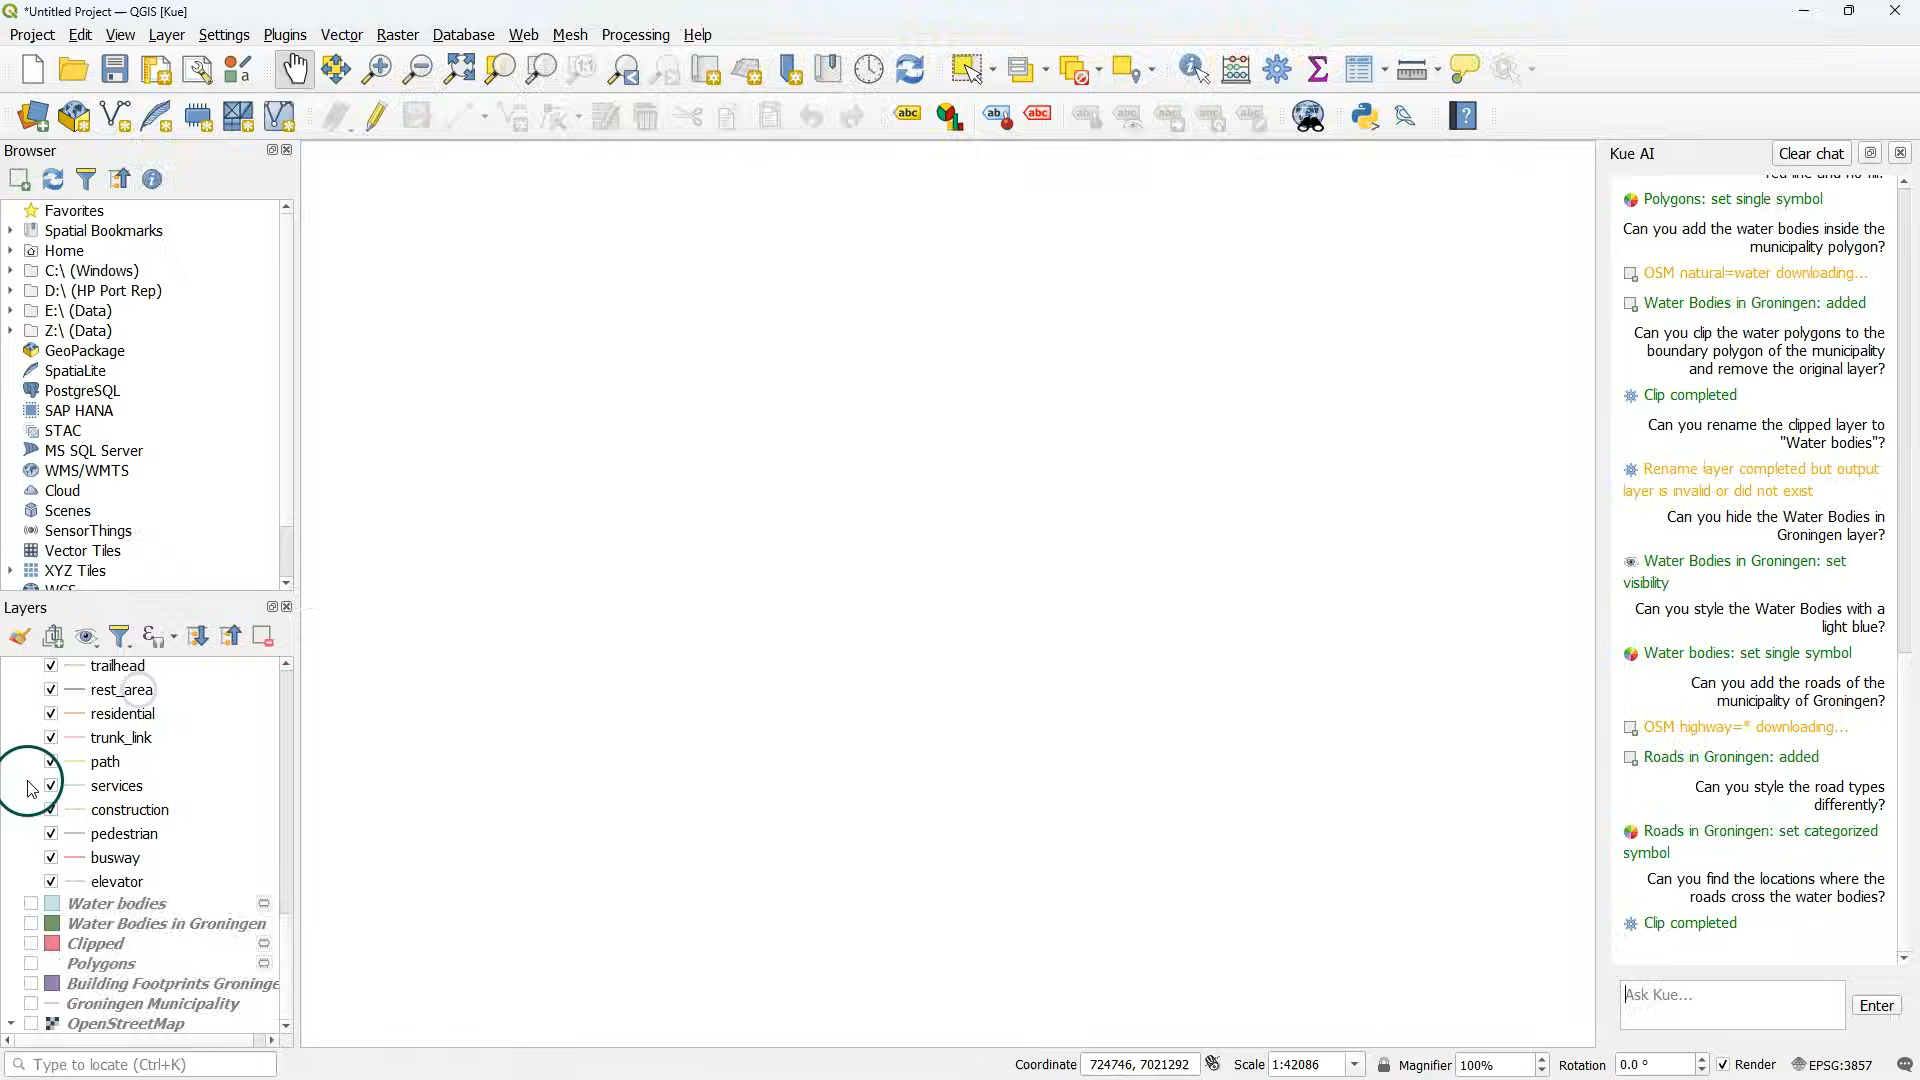 *Untitled Project — QGIS [Kue]
Project Edit View Layer Settings Plugins Vector Raster Database Web Mesh Processing Help
Browser
Favorites
Spatial Bookmarks
Home
C:\ (Windows)
D:\ (HP Port Rep)
E:\ (Data)
Z:\ (Data)
GeoPackage
SpatiaLite
PostgreSQL
SAP HANA
STAC
MS SQL Server
WMS/WMTS
Cloud
Scenes
SensorThings
Vector Tiles
XYZ Tiles
WCS
Layers
trailhead
rest_area
residential
trunk_link
path
services
construction
pedestrian
busway
elevator
Water bodies
Water Bodies in Groningen
Clipped
Polygons
Building Footprints Groninge
Groningen Municipality
OpenStreetMap
Type to locate (Ctrl+K)
Kue AI Clear chat
red line and no fill.
Polygons: set single symbol
Can you add the water bodies inside the
municipality polygon?
OSM natural=water downloading...
Water Bodies in Groningen: added
Can you clip the water polygons to the
boundary polygon of the municipality
and remove the original layer?
Clip completed
Can you rename the clipped layer to
"Water bodies"?
Rename layer completed but output
layer is invalid or did not exist
Can you hide the Water Bodies in
Groningen layer?
Water Bodies in Groningen: set
visibility
Can you style the Water Bodies with a
light blue?
Water bodies: set single symbol
Can you add the roads of the
municipality of Groningen?
OSM highway=* downloading...
Roads in Groningen: added
Can you style the road types
differently?
Roads in Groningen: set categorized
symbol
Can you find the locations where the
roads cross the water bodies?
Clip completed
Ask Kue...
Enter
Coordinate 724746, 7021292 Scale 1:42086 Magnifier 100% Rotation 0.0 ° Render EPSG:3857